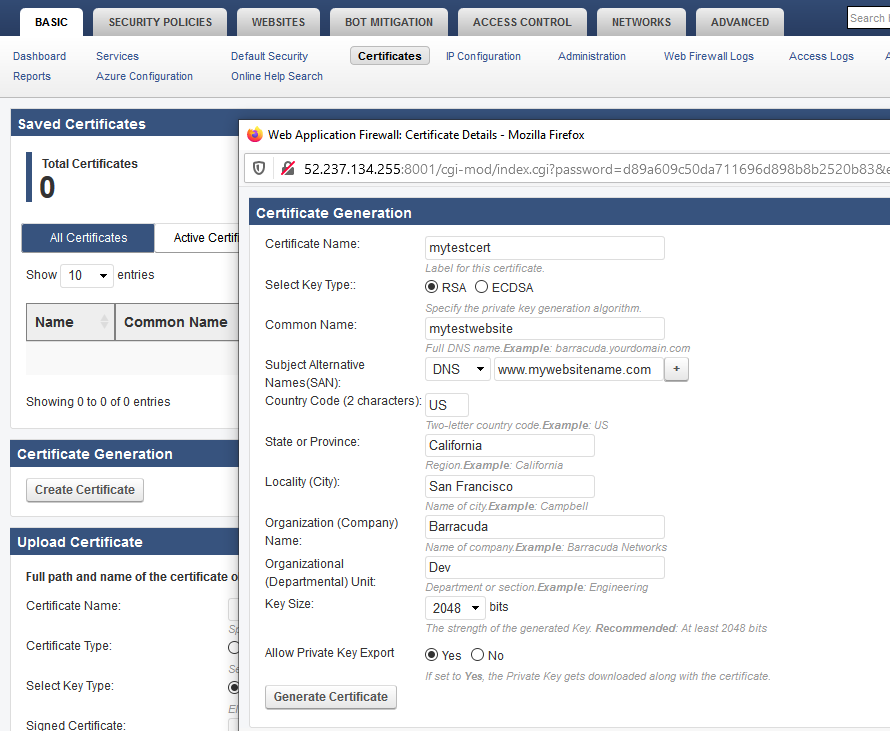 BASIC SECURITY POLICIES WEBSITES BOT MITIGATION ACCESS CONTROL NETWORKS ADVANCED Search
Dashboard Services Default Security Certificates IP Configuration Administration Web Firewall Logs Access Logs
Reports Azure Configuration Online Help Search
Saved Certificates
Total Certificates
0
All Certificates Active Certifi
Show 10 entries
Name Common Name
Showing 0 to 0 of 0 entries
Certificate Generation
Create Certificate
Upload Certificate
Full path and name of the certificate o
Certificate Name:
Certificate Type:
Select Key Type:
Signed Certificate:
Web Application Firewall: Certificate Details - Mozilla Firefox
52.237.134.255:8001/cgi-mod/index.cgi?password=d89a609c50da711696d898b8b2520b83&e
Certificate Generation
Certificate Name: mytestcert
Label for this certificate.
Select Key Type:: RSA ECDSA
Specify the private key generation algorithm.
Common Name: mytestwebsite
Full DNS name.Example: barracuda.yourdomain.com
Subject Alternative
Names(SAN): DNS www.mywebsitename.com +
Country Code (2 characters): US
Two-letter country code.Example: US
State or Province: California
Region.Example: California
Locality (City): San Francisco
Name of city.Example: Campbell
Organization (Company)
Name: Barracuda
Name of company.Example: Barracuda Networks
Organizational
(Departmental) Unit: Dev
Department or section.Example: Engineering
Key Size: 2048 bits
The strength of the generated Key. Recommended: At least 2048 bits
Allow Private Key Export Yes No
If set to Yes, the Private Key gets downloaded along with the certificate.
Generate Certificate